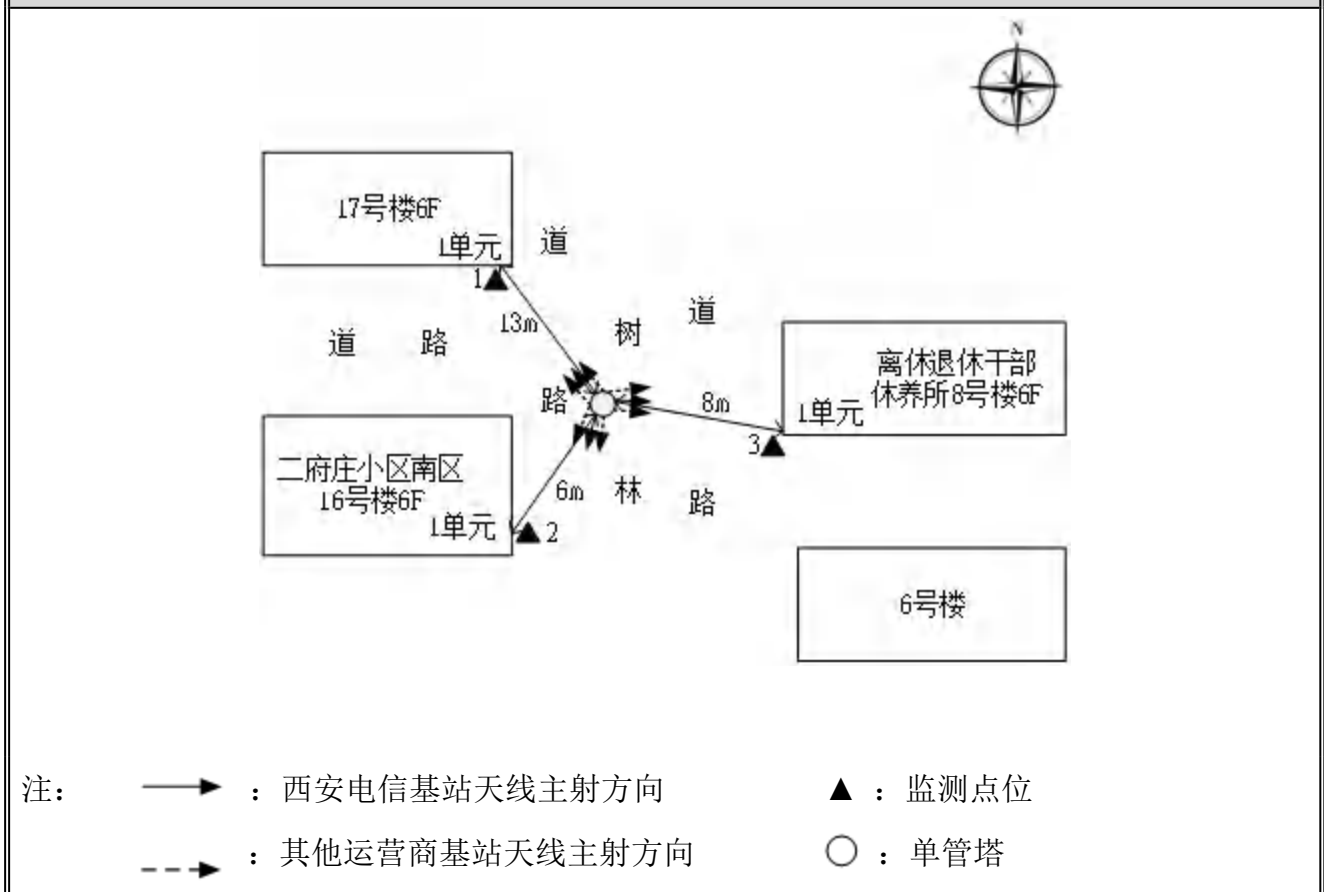 N
17号楼6F
1单元
1▲
道
13m
道 路
树
道
离休退休干部
休养所8号楼6F
1单元
路
8m
3▲
二府庄小区南区
16号楼6F
1单元
6m
▲2
林
路
6号楼
注： ：西安电信基站天线主射方向 ▲：监测点位
：其他运营商基站天线主射方向 ○：单管塔